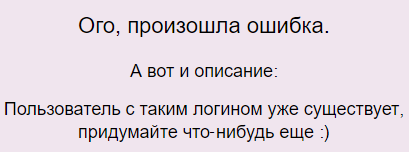 Ого, произошла ошибка.
А вот и описание:
Пользователь с таким логином уже существует,
придумайте что-нибудь еще :)